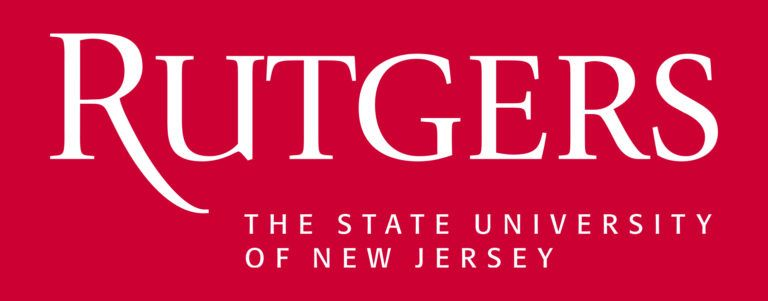 RUTGERS
THE STATE UNIVERSITY
OF NEW JERSEY